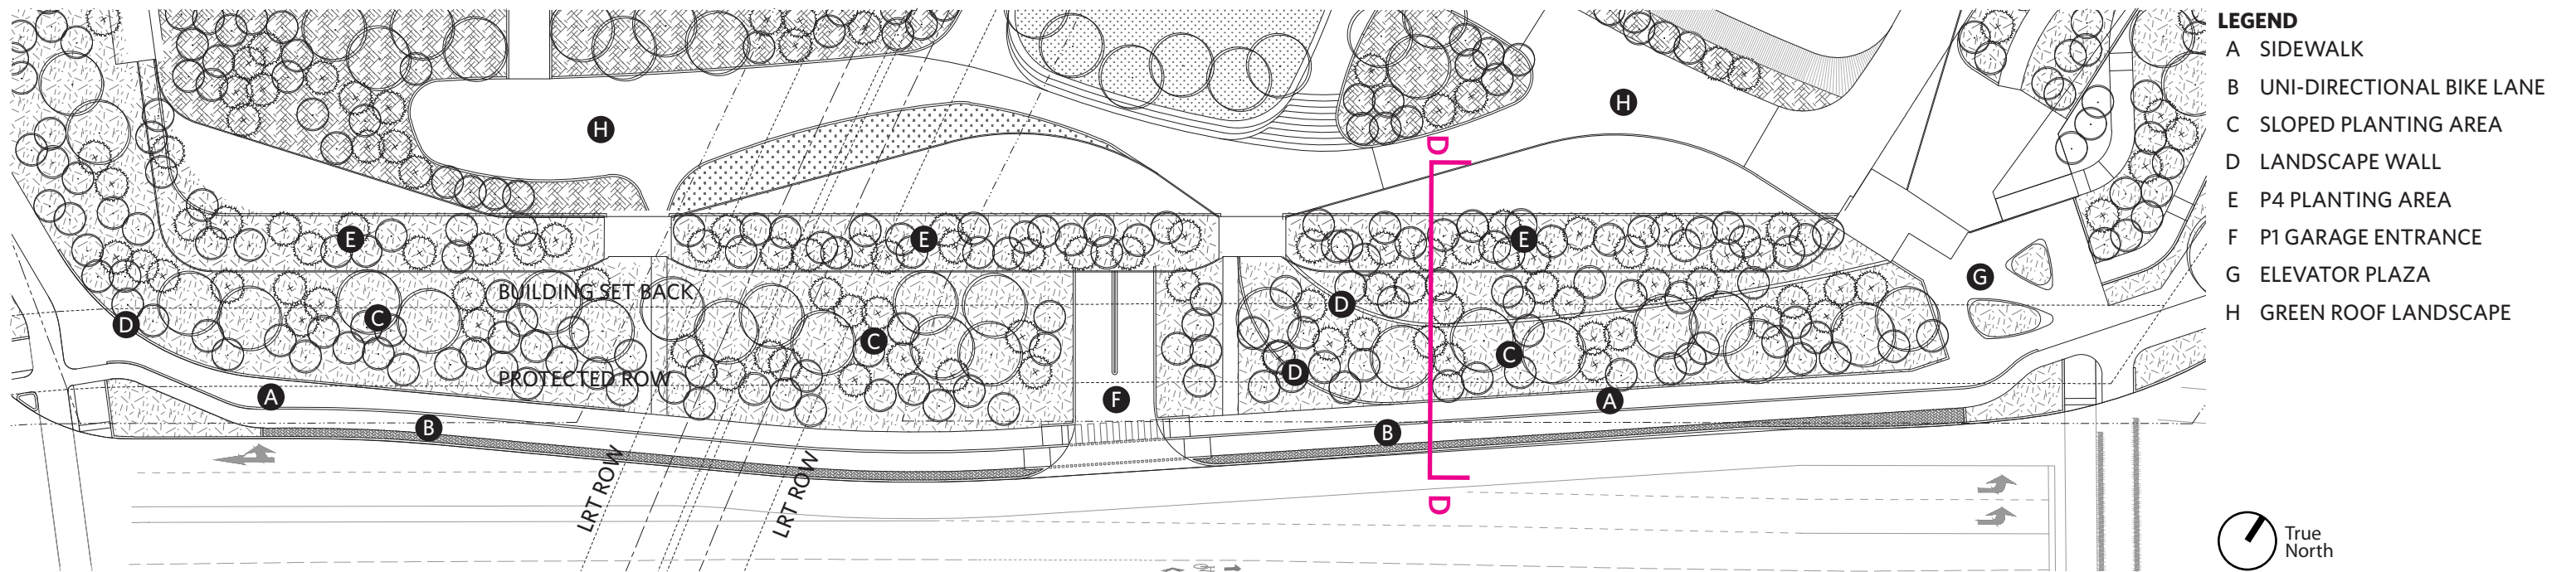 LEGEND
A SIDEWALK
B UNI-DIRECTIONAL BIKE LANE
C SLOPED PLANTING AREA
D LANDSCAPE WALL
E P4 PLANTING AREA
F P1 GARAGE ENTRANCE
G ELEVATOR PLAZA
H GREEN ROOF LANDSCAPE
H
H
D
E
E
E
G
BUILDING SET BACK
D
D
C
C
C
PROTECTED ROW
D
A
F
A
B
B
LRT ROW
LRT ROW
D
True
North